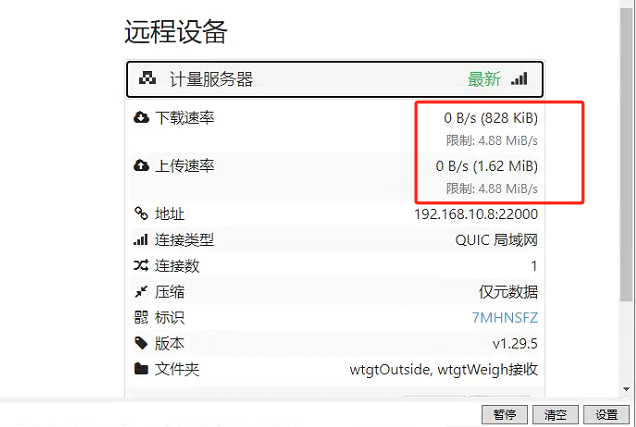 远程设备
计量服务器 最新
下载速率 0 B/s (828 KiB)
限制: 4.88 MiB/s
上传速率 0 B/s (1.62 MiB)
限制: 4.88 MiB/s
地址 192.168.10.8:22000
连接类型 QUIC 局域网
连接数 1
压缩 仅元数据
标识 7MHNSFZ
版本 v1.29.5
文件夹 wtgtOutside, wtgtWeigh接收
暂停 清空 设置